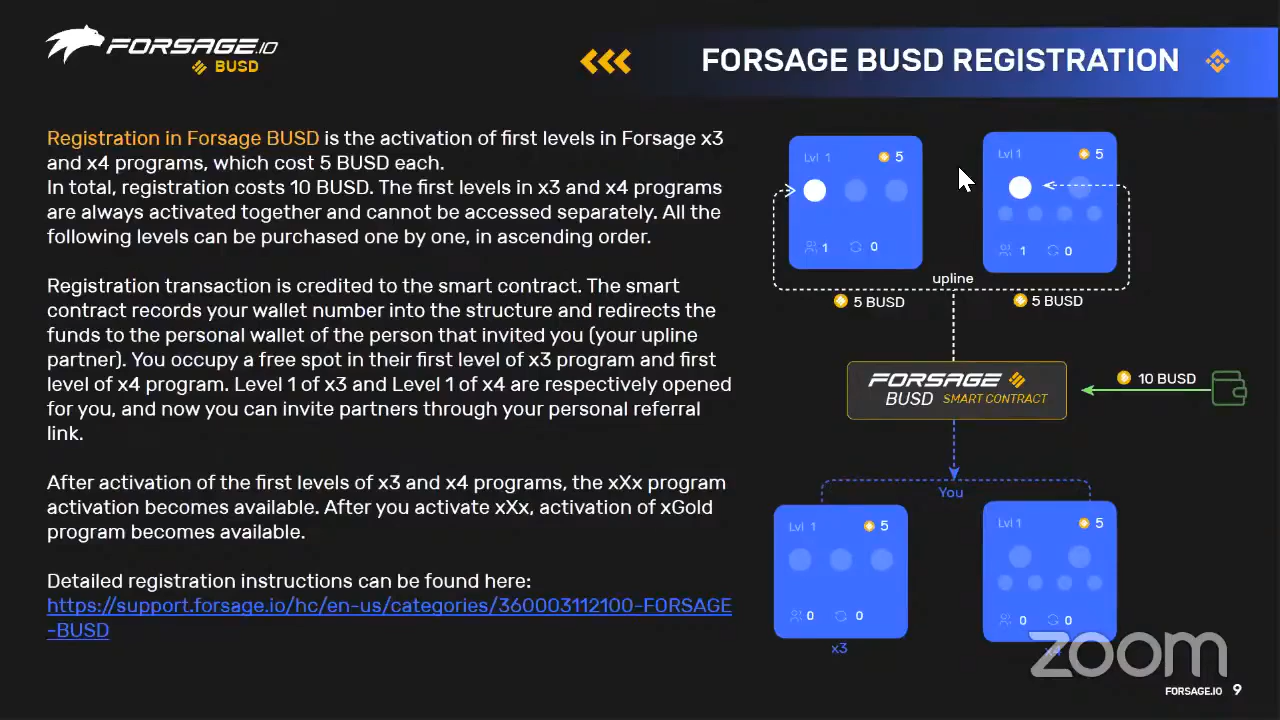 FORSAGE.IO
BUSD
FORSAGE BUSD REGISTRATION
Registration in Forsage BUSD is the activation of first levels in Forsage x3
and x4 programs, which cost 5 BUSD each.
In total, registration costs 10 BUSD. The first levels in x3 and x4 programs
are always activated together and cannot be accessed separately. All the
following levels can be purchased one by one, in ascending order.
Registration transaction is credited to the smart contract. The smart
contract records your wallet number into the structure and redirects the
funds to the personal wallet of the person that invited you (your upline
partner). You occupy a free spot in their first level of x3 program and first
level of x4 program. Level 1 of x3 and Level 1 of x4 are respectively opened
for you, and now you can invite partners through your personal referral
link.
After activation of the first levels of x3 and x4 programs, the xXx program
activation becomes available. After you activate xXx, activation of xGold
program becomes available.
Detailed registration instructions can be found here:
https://support.forsage.io/hc/en-us/categories/360003112100-FORSAGE
-BUSD
Lvl 1 5
1 0
Lvl 1 5
1 0
upline
5 BUSD
5 BUSD
FORSAGE
BUSD SMART CONTRACT
10 BUSD
You
Lvl 1 5
0 0
x3
Lvl 1 5
0 0
x4
zoom
FORSAGE.IO 9